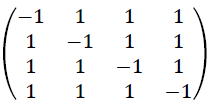 −1 1 1 1
1 −1 1 1
1 1 −1 1
1 1 1 −1